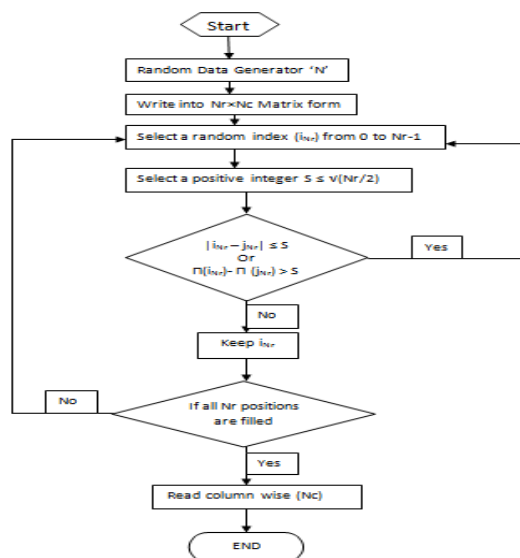 Start
Random Data Generator ‘N’
Write into Nr×Nc Matrix form
Select a random index (iNr) from 0 to Nr-1
Select a positive integer S ≤ √(Nr/2)
| iNr – jNr| ≤ S
Or
Π(iNr)- Π (jNr) > S
Yes
No
Keep iNr
If all Nr positions
are filled
No
Yes
Read column wise (Nc)
END